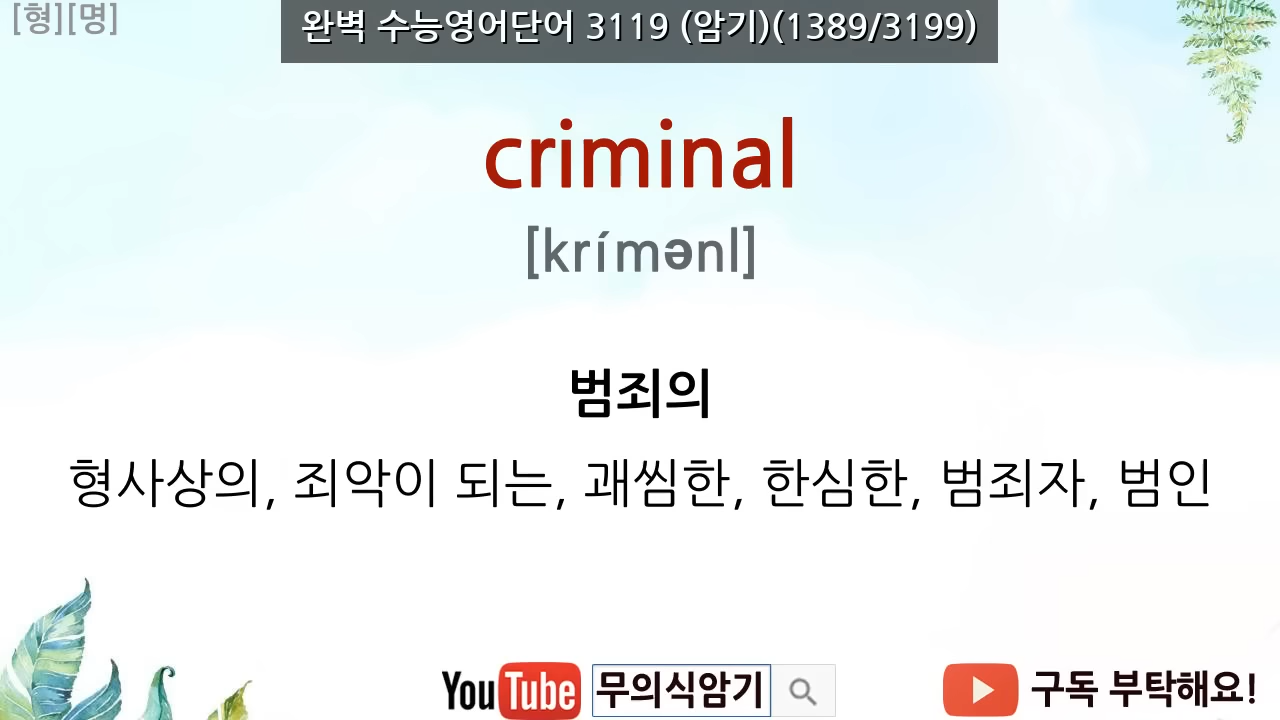 [형][명]
완벽 수능영어단어 3119 (암기)(1389/3199)
criminal
[krímənl]
범죄의
형사상의, 죄악이 되는, 괘씸한, 한심한, 범죄자, 범인
YouTube 무의식암기
구독 부탁해요!